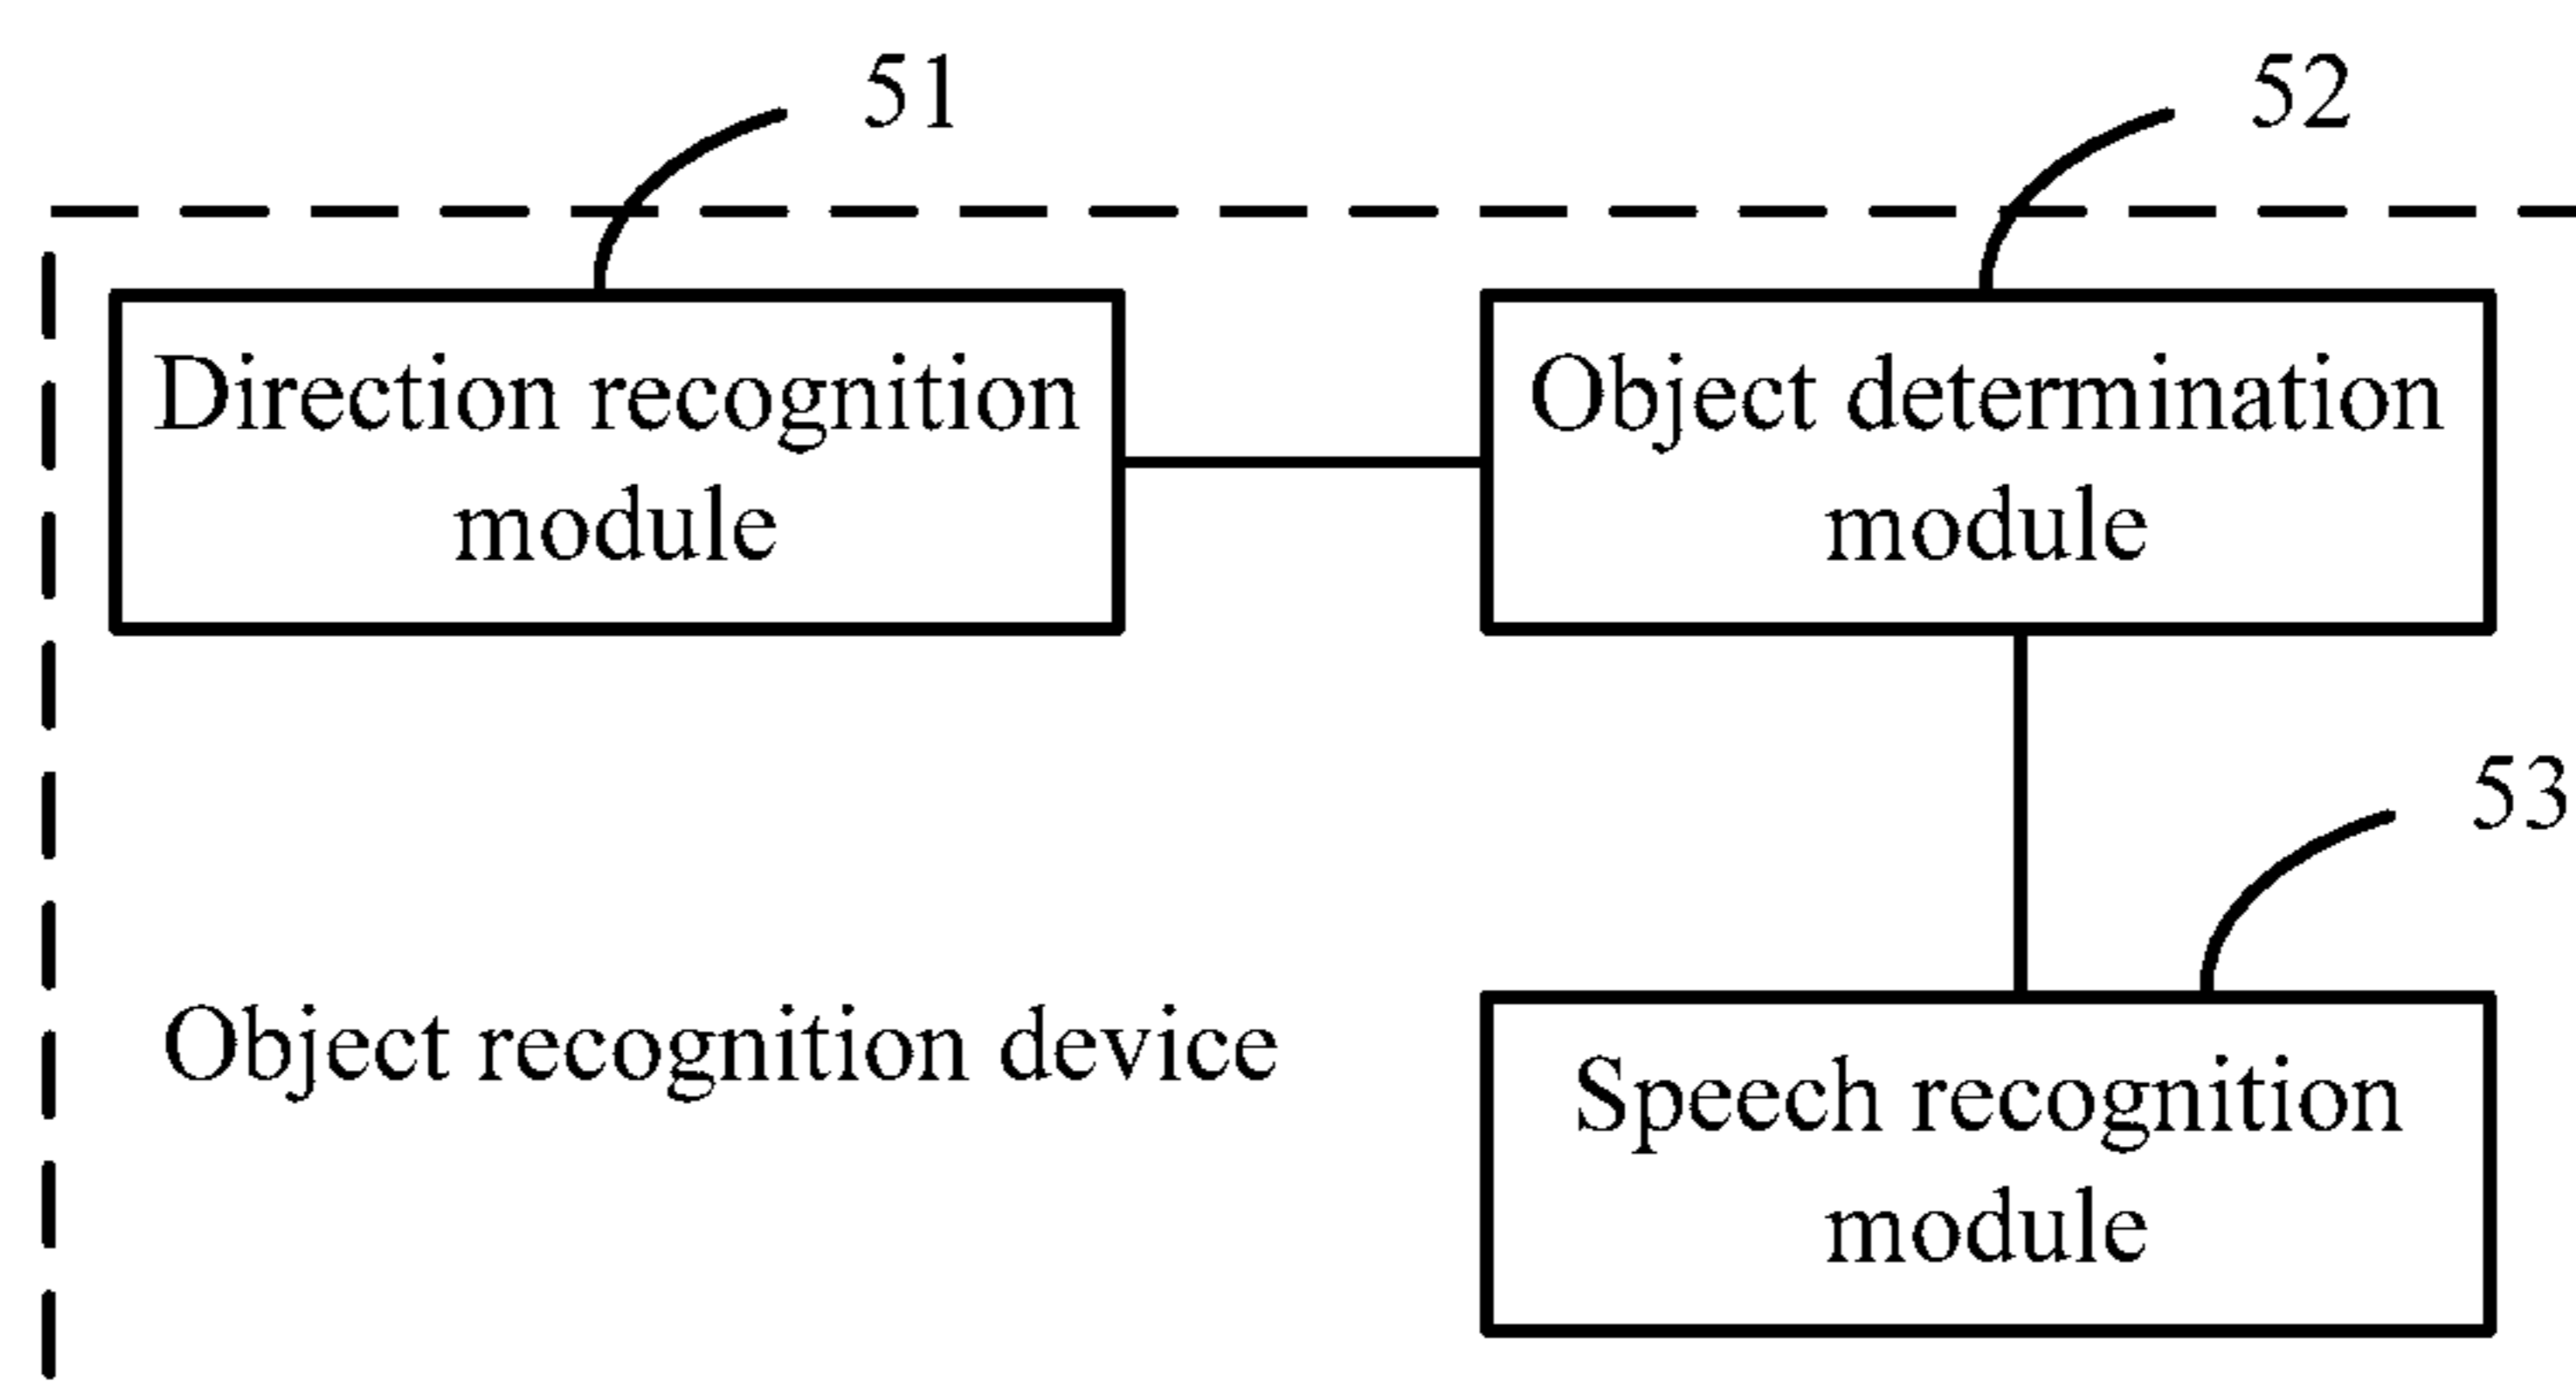 51
52
Direction recognition
module
Object determination
module
53
Object recognition device
Speech recognition
module